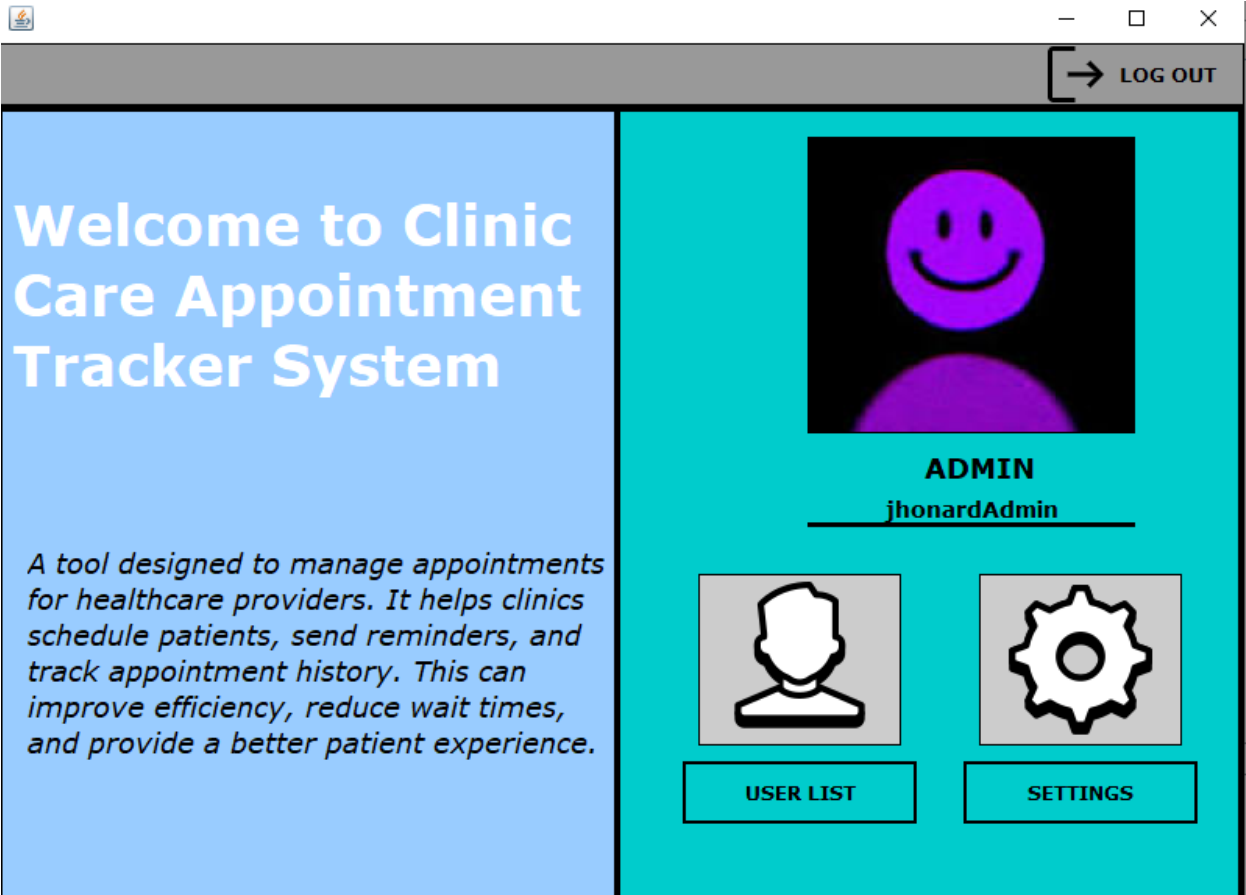 LOG OUT
Welcome to Clinic
Care Appointment
Tracker System
A tool designed to manage appointments
for healthcare providers. It helps clinics
schedule patients, send reminders, and
track appointment history. This can
improve efficiency, reduce wait times,
and provide a better patient experience.
ADMIN
jhonardAdmin
USER LIST
SETTINGS